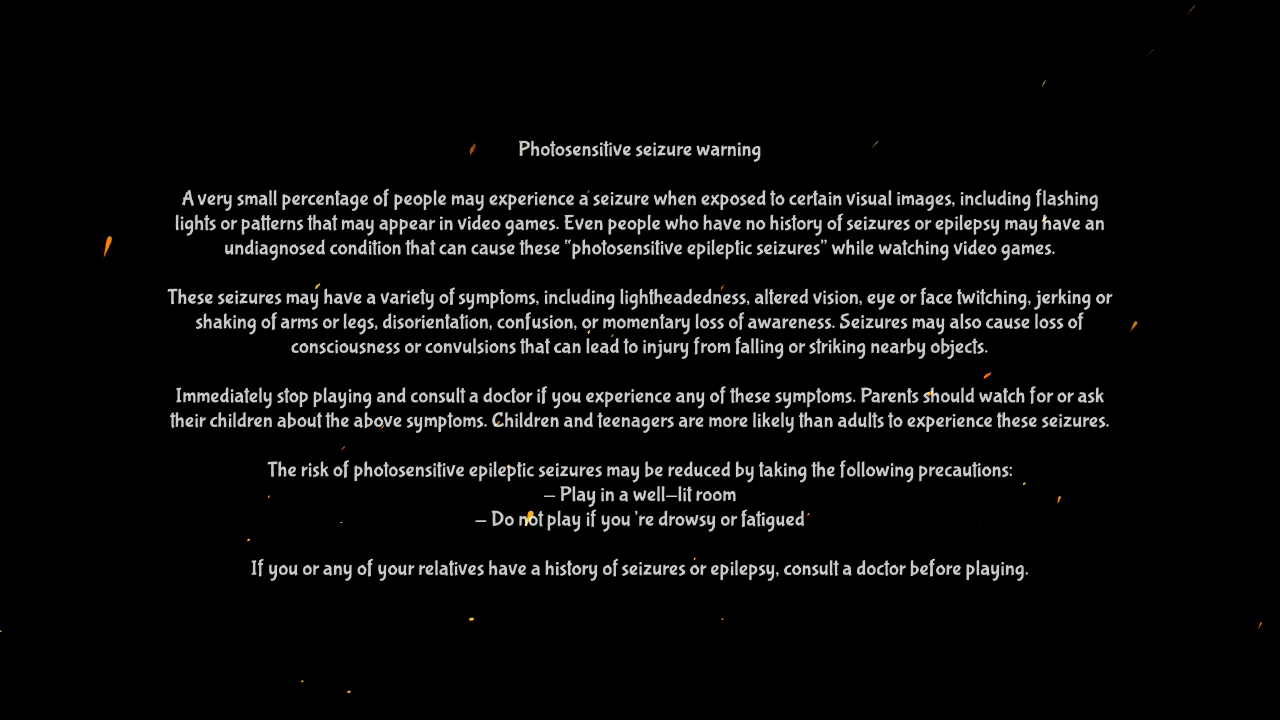 Photosensitive seizure warning
A very small percentage of people may experience a seizure when exposed to certain visual images, including flashing
lights or patterns that may appear in video games. Even people who have no history of seizures or epilepsy may have an
undiagnosed condition that can cause these “photosensitive epileptic seizures” while watching video games.
These seizures may have a variety of symptoms, including lightheadedness, altered vision, eye or face twitching, jerking or
shaking of arms or legs, disorientation, confusion, or momentary loss of awareness. Seizures may also cause loss of
consciousness or convulsions that can lead to injury from falling or striking nearby objects.
Immediately stop playing and consult a doctor if you experience any of these symptoms. Parents should watch for or ask
their children about the above symptoms. Children and teenagers are more likely than adults to experience these seizures.
The risk of photosensitive epileptic seizures may be reduced by taking the following precautions:
– Play in a well–lit room
– Do not play if you ’re drowsy or fatigued
If you or any of your relatives have a history of seizures or epilepsy, consult a doctor before playing.